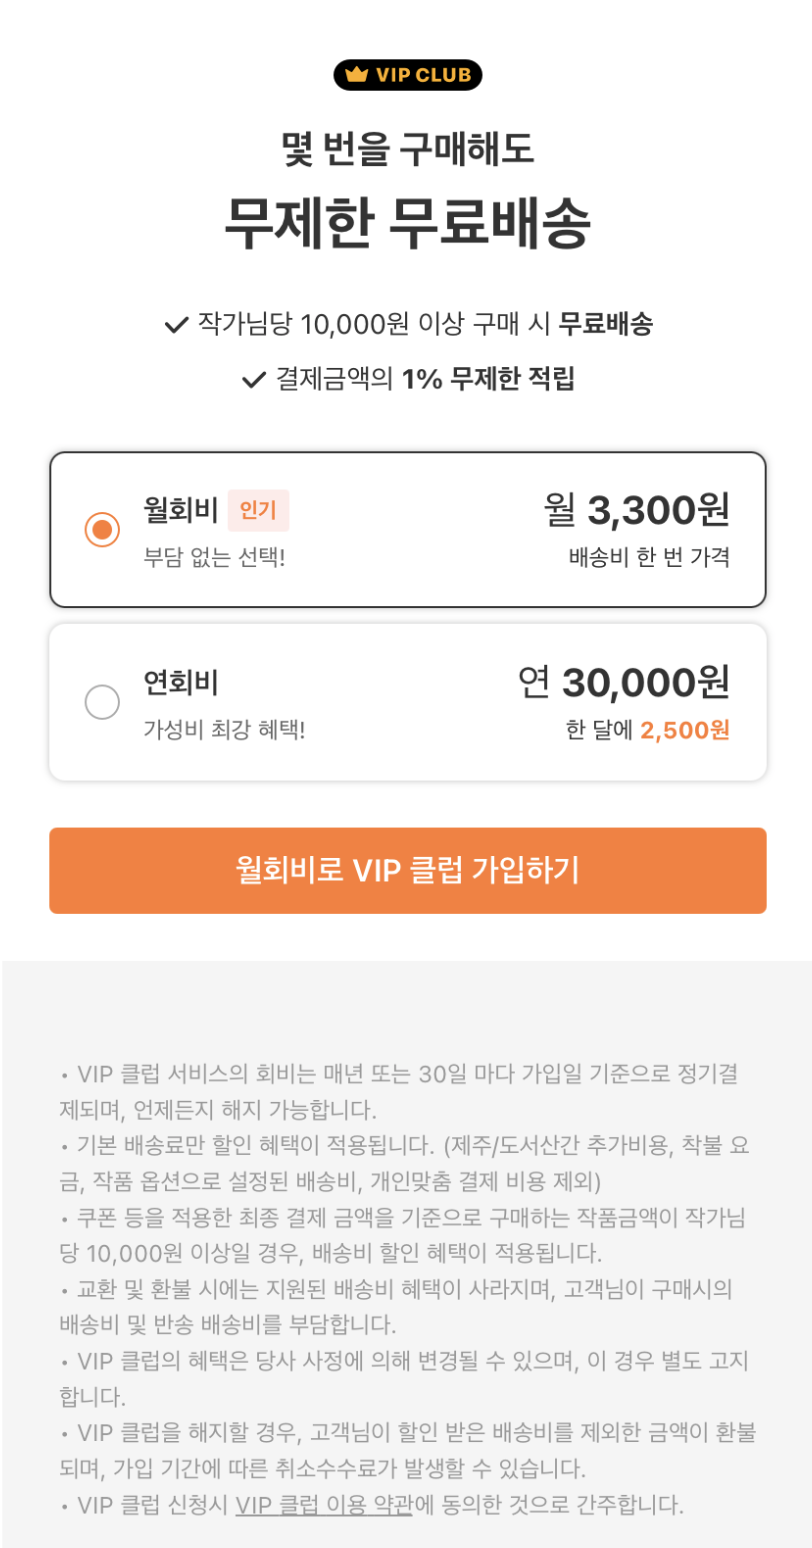 VIP CLUB
몇 번을 구매해도
무제한 무료배송
작가님당 10,000원 이상 구매 시 무료배송
결제금액의 1% 무제한 적립
월회비 인기
월 3,300원
부담 없는 선택!
배송비 한 번 가격
연회비
연 30,000원
가성비 최강 혜택!
한 달에 2,500원
월회비로 VIP 클럽 가입하기
• VIP 클럽 서비스의 회비는 매년 또는 30일 마다 가입일 기준으로 정기결
제되며, 언제든지 해지 가능합니다.
• 기본 배송료만 할인 혜택이 적용됩니다. (제주/도서산간 추가비용, 착불 요
금, 작품 옵션으로 설정된 배송비, 개인맞춤 결제 비용 제외)
• 쿠폰 등을 적용한 최종 결제 금액을 기준으로 구매하는 작품금액이 작가님
당 10,000원 이상일 경우, 배송비 할인 혜택이 적용됩니다.
• 교환 및 환불 시에는 지원된 배송비 혜택이 사라지며, 고객님이 구매시의
배송비 및 반송 배송비를 부담합니다.
• VIP 클럽의 혜택은 당사 사정에 의해 변경될 수 있으며, 이 경우 별도 고지
합니다.
• VIP 클럽을 해지할 경우, 고객님이 할인 받은 배송비를 제외한 금액이 환불
되며, 가입 기간에 따른 취소수수료가 발생할 수 있습니다.
• VIP 클럽 신청시 VIP 클럽 이용 약관에 동의한 것으로 간주합니다.